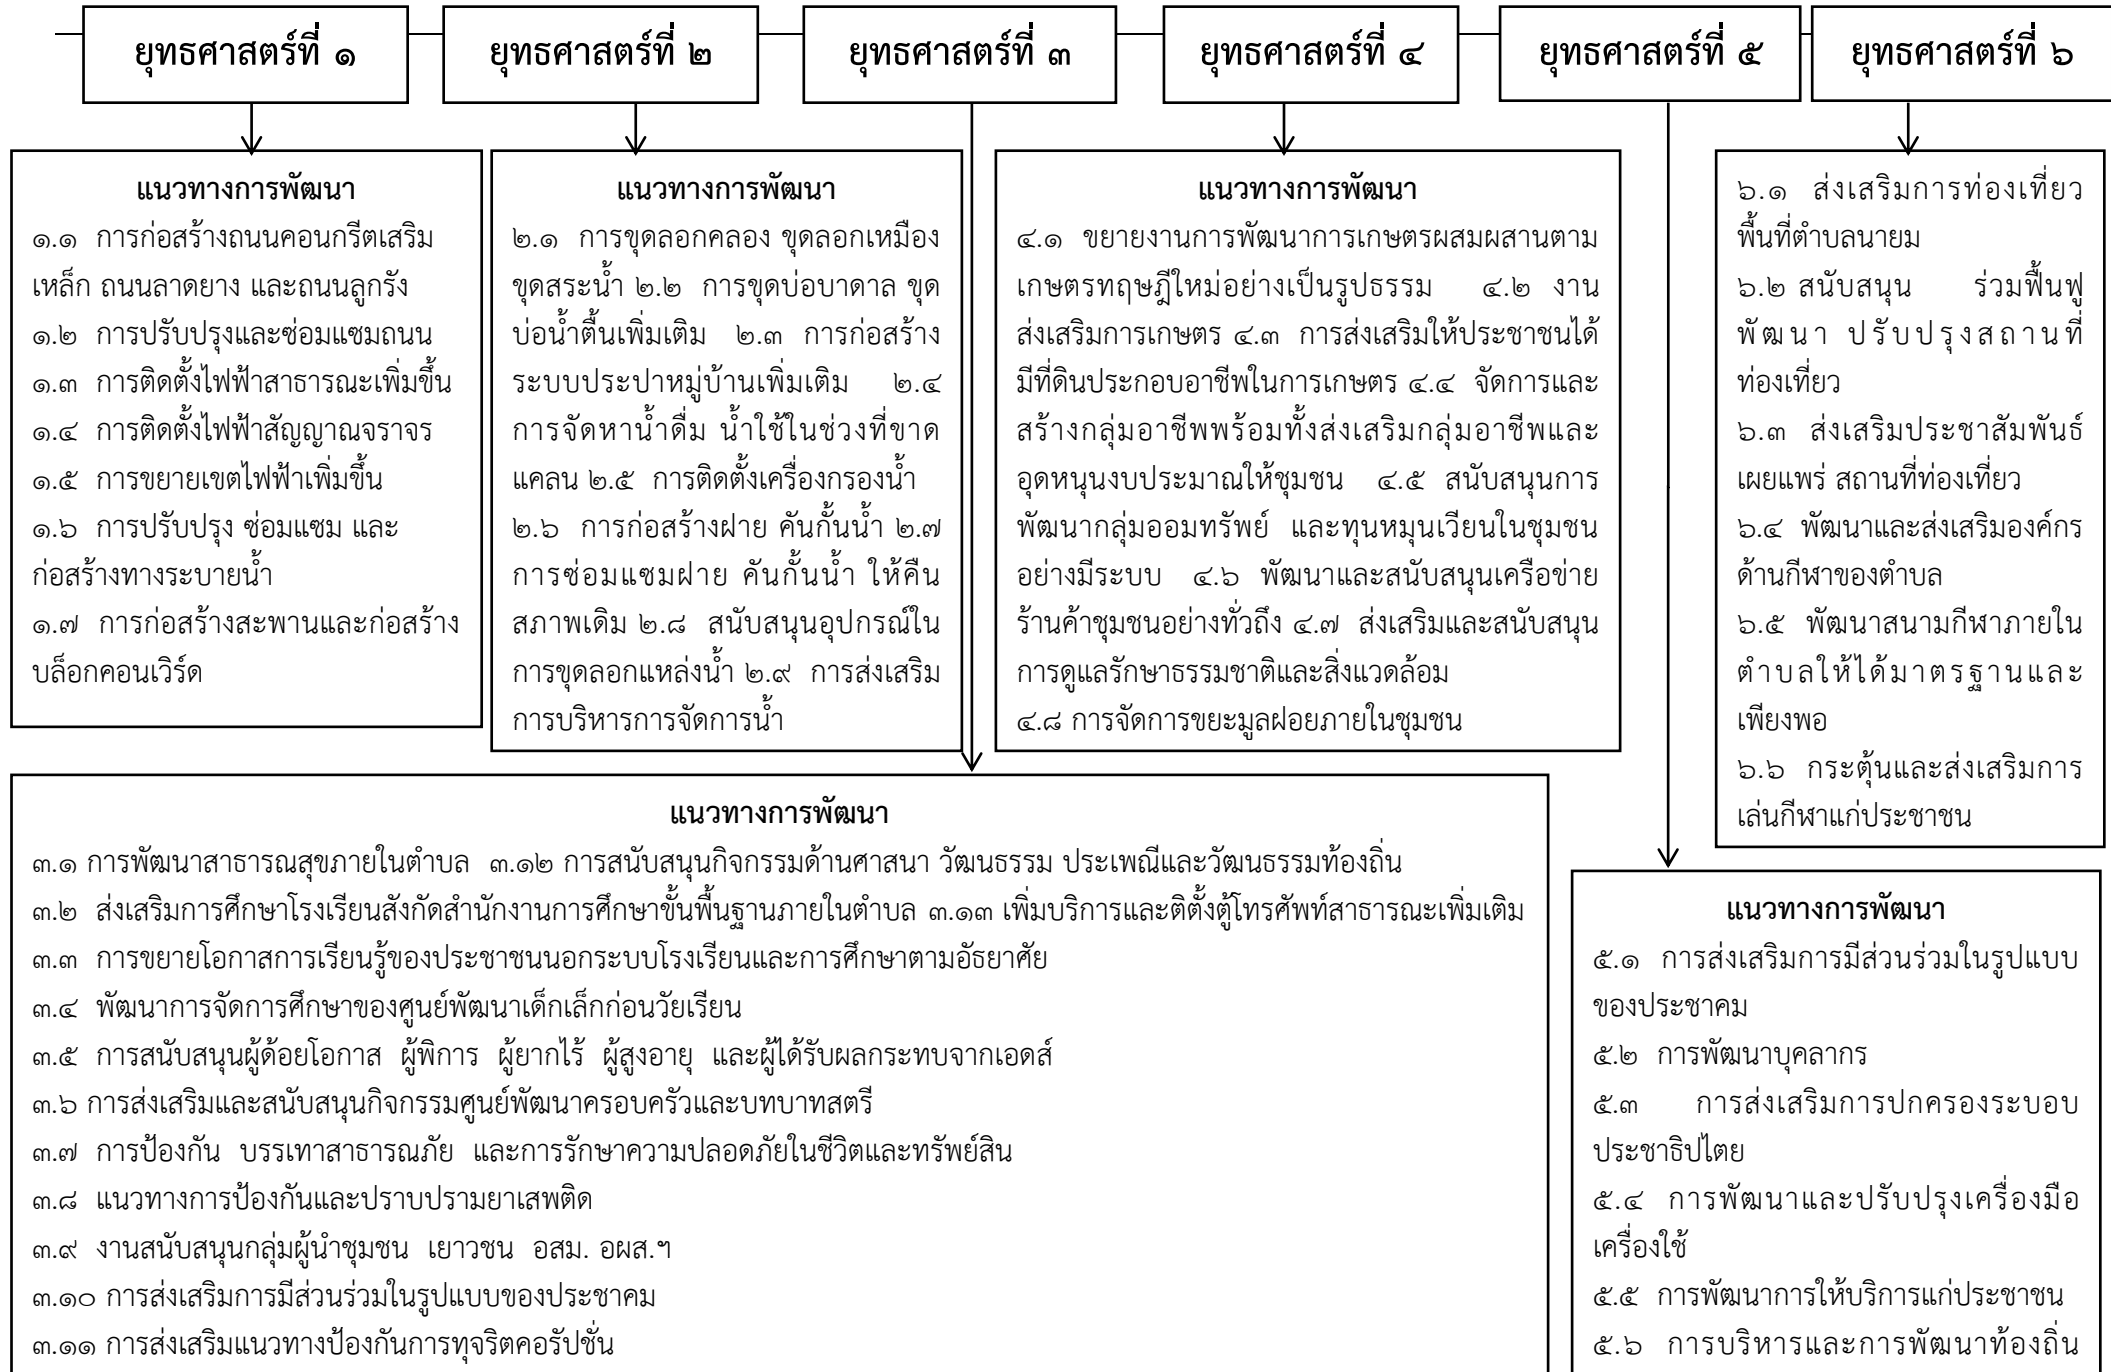 ยุทธศาสตร์ที่ ๑
ยุทธศาสตร์ที่ ๒
ยุทธศาสตร์ที่ ๓
ยุทธศาสตร์ที่ ๔
ยุทธศาสตร์ที่ ๕
ยุทธศาสตร์ที่ ๖
แนวทางการพัฒนา
๑.๑ การก่อสร้างถนนคอนกรีตเสริม
เหล็ก ถนนลาดยาง และถนนลูกรัง
๑.๒ การปรับปรุงและซ่อมแซมถนน
๑.๓ การติดตั้งไฟฟ้าสาธารณะเพิ่มขึ้น
๑.๔ การติดตั้งไฟฟ้าสัญญาณจราจร
๑.๕ การขยายเขตไฟฟ้าเพิ่มขึ้น
๑.๖ การปรับปรุง ซ่อมแซม และ
ก่อสร้างทางระบายน้ำ
๑.๗ การก่อสร้างสะพานและก่อสร้าง
บล็อกคอนเวิร์ด
แนวทางการพัฒนา
๒.๑ การขุดลอกคลอง ขุดลอกเหมือง
ขุดสระน้ำ ๒.๒ การขุดบ่อบาดาล ขุด
บ่อน้ำตื้นเพิ่มเติม ๒.๓ การก่อสร้าง
ระบบประปาหมู่บ้านเพิ่มเติม ๒.๔
การจัดหาน้ำดื่ม น้ำใช้ในช่วงที่ขาด
แคลน ๒.๕ การติดตั้งเครื่องกรองน้ำ
๒.๖ การก่อสร้างฝาย คันกั้นน้ำ ๒.๗
การซ่อมแซมฝาย คันกั้นน้ำ ให้คืน
สภาพเดิม ๒.๘ สนับสนุนอุปกรณ์ใน
การขุดลอกแหล่งน้ำ ๒.๙ การส่งเสริม
การบริหารการจัดการน้ำ
แนวทางการพัฒนา
๔.๑ ขยายงานการพัฒนาการเกษตรผสมผสานตาม
เกษตรทฤษฎีใหม่อย่างเป็นรูปธรรม ๔.๒ งาน
ส่งเสริมการเกษตร ๔.๓ การส่งเสริมให้ประชาชนได้
มีที่ดินประกอบอาชีพในการเกษตร ๔.๔ จัดการและ
สร้างกลุ่มอาชีพพร้อมทั้งส่งเสริมกลุ่มอาชีพและ
อุดหนุนงบประมาณให้ชุมชน ๔.๕ สนับสนุนการ
พัฒนากลุ่มออมทรัพย์ และทุนหมุนเวียนในชุมชน
อย่างมีระบบ ๔.๖ พัฒนาและสนับสนุนเครือข่าย
ร้านค้าชุมชนอย่างทั่วถึง ๔.๗ ส่งเสริมและสนับสนุน
การดูแลรักษาธรรมชาติและสิ่งแวดล้อม
๔.๘ การจัดการขยะมูลฝอยภายในชุมชน
๖.๑ ส่งเสริมการท่องเที่ยว
พื้นที่ตำบลนายม
๖.๒ สนับสนุน ร่วมฟื้นฟู
พัฒนา ปรับปรุงสถานที่
ท่องเที่ยว
๖.๓ ส่งเสริมประชาสัมพันธ์
เผยแพร่ สถานที่ท่องเที่ยว
๖.๔ พัฒนาและส่งเสริมองค์กร
ด้านกีฬาของตำบล
๖.๕ พัฒนาสนามกีฬาภายใน
ตำบลให้ได้มาตรฐานและ
เพียงพอ
๖.๖ กระตุ้นและส่งเสริมการ
เล่นกีฬาแก่ประชาชน
แนวทางการพัฒนา
๓.๑ การพัฒนาสาธารณสุขภายในตำบล ๓.๑๒ การสนับสนุนกิจกรรมด้านศาสนา วัฒนธรรม ประเพณีและวัฒนธรรมท้องถิ่น
๓.๒ ส่งเสริมการศึกษาโรงเรียนสังกัดสำนักงานการศึกษาขั้นพื้นฐานภายในตำบล ๓.๑๓ เพิ่มบริการและติตั้งตู้โทรศัพท์สาธารณะเพิ่มเติม
๓.๓ การขยายโอกาสการเรียนรู้ของประชาชนนอกระบบโรงเรียนและการศึกษาตามอัธยาศัย
๓.๔ พัฒนาการจัดการศึกษาของศูนย์พัฒนาเด็กเล็กก่อนวัยเรียน
๓.๕ การสนับสนุนผู้ด้อยโอกาส ผู้พิการ ผู้ยากไร้ ผู้สูงอายุ และผู้ได้รับผลกระทบจากเอดส์
๓.๖ การส่งเสริมและสนับสนุนกิจกรรมศูนย์พัฒนาครอบครัวและบทบาทสตรี
๓.๗ การป้องกัน บรรเทาสาธารณภัย และการรักษาความปลอดภัยในชีวิตและทรัพย์สิน
๓.๘ แนวทางการป้องกันและปราบปรามยาเสพติด
๓.๙ งานสนับสนุนกลุ่มผู้นำชุมชน เยาวชน อสม. อผส.ฯ
๓.๑๐ การส่งเสริมการมีส่วนร่วมในรูปแบบของประชาคม
๓.๑๑ การส่งเสริมแนวทางป้องกันการทุจริตคอรัปชั่น
แนวทางการพัฒนา
๕.๑ การส่งเสริมการมีส่วนร่วมในรูปแบบ
ของประชาคม
๕.๒ การพัฒนาบุคลากร
๕.๓ การส่งเสริมการปกครองระบอบ
ประชาธิปไตย
๕.๔ การพัฒนาและปรับปรุงเครื่องมือ
เครื่องใช้
๕.๕ การพัฒนาการให้บริการแก่ประชาชน
๕.๖ การบริหารและการพัฒนาท้องถิ่น